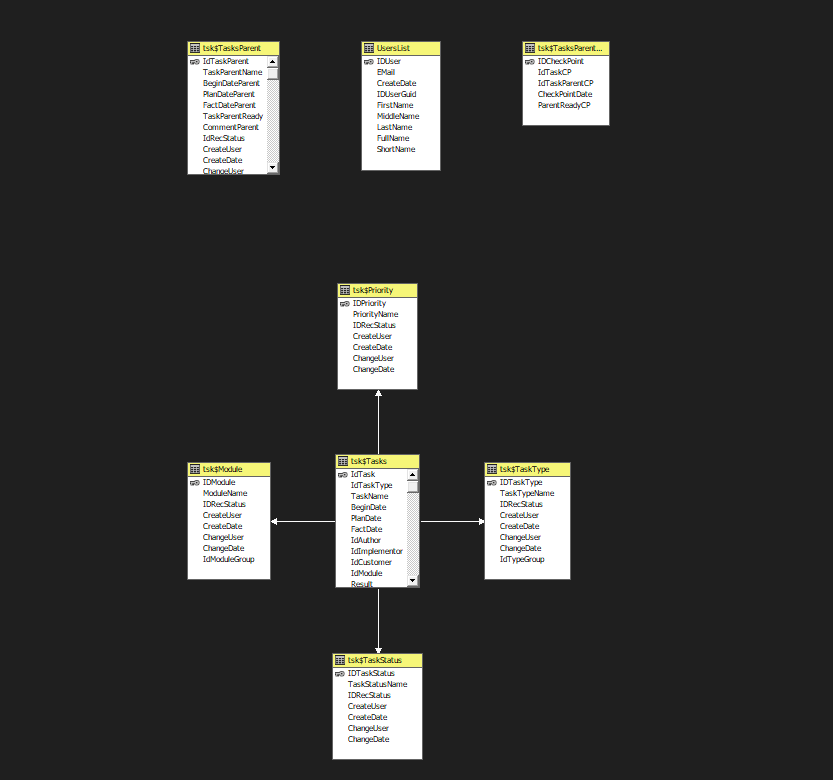 tsk$TasksParent
IdTaskParent
TaskParentName
BeginDateParent
PlanDateParent
FactDateParent
TaskParentReady
CommentParent
IdRecStatus
CreateUser
CreateDate
ChangeUser
UsersList
IDUser
EMail
CreateDate
IDUserGuid
FirstName
MiddleName
LastName
FullName
ShortName
tsk$TasksParent...
IDCheckPoint
IdTaskCP
IdTaskParentCP
CheckPointDate
ParentReadyCP
tsk$Priority
IDPriority
PriorityName
IDRecStatus
CreateUser
CreateDate
ChangeUser
ChangeDate
tsk$Module
IDModule
ModuleName
IDRecStatus
CreateUser
CreateDate
ChangeUser
ChangeDate
IdModuleGroup
tsk$Tasks
IdTask
IdTaskType
TaskName
BeginDate
PlanDate
FactDate
IdAuthor
IdImplementor
IdCustomer
IdModule
Result
tsk$TaskType
IDTaskType
TaskTypeName
IDRecStatus
CreateUser
CreateDate
ChangeUser
ChangeDate
IdTypeGroup
tsk$TaskStatus
IDTaskStatus
TaskStatusName
IDRecStatus
CreateUser
CreateDate
ChangeUser
ChangeDate